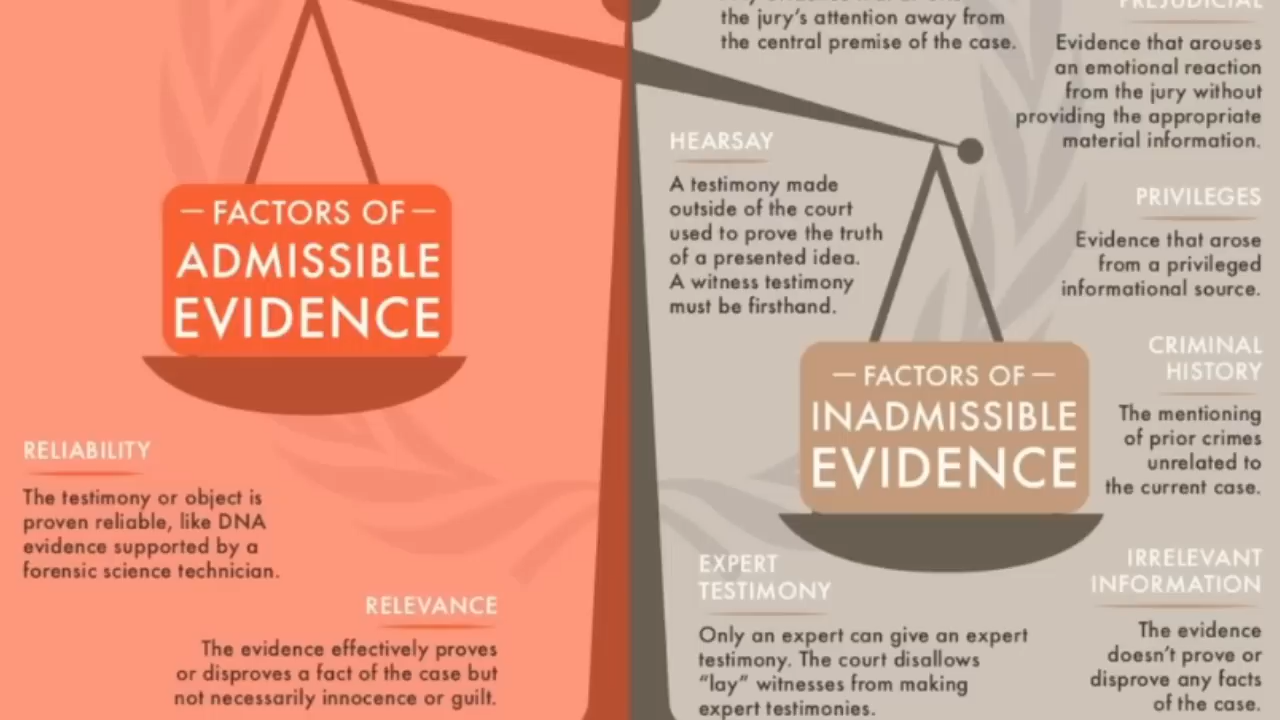 the jury's attention away from
the central premise of the case.
PREJUDICIAL
Evidence that arouses
an emotional reaction
from the jury without
providing the appropriate
material information.
HEARSAY
A testimony made
outside of the court
used to prove the truth
of a presented idea.
A witness testimony
must be firsthand.
PRIVILEGES
Evidence that arose
from a privileged
informational source.
– FACTORS OF –
ADMISSIBLE
EVIDENCE
CRIMINAL
HISTORY
The mentioning
of prior crimes
unrelated to
the current case.
– FACTORS OF –
INADMISSIBLE
EVIDENCE
RELIABILITY
The testimony or object is
proven reliable, like DNA
evidence supported by a
forensic science technician.
RELEVANCE
The evidence effectively proves
or disproves a fact of the case but
not necessarily innocence or guilt.
EXPERT
TESTIMONY
Only an expert can give an expert
testimony. The court disallows
"lay" witnesses from making
expert testimonies.
IRRELEVANT
INFORMATION
The evidence
doesn't prove or
disprove any facts
of the case.